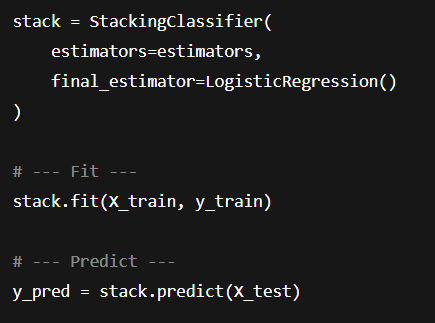 stack = StackingClassifier(
    estimators=estimators,
    final_estimator=LogisticRegression()
)
# --- Fit ---
stack.fit(X_train, y_train)
# --- Predict ---
y_pred = stack.predict(X_test)